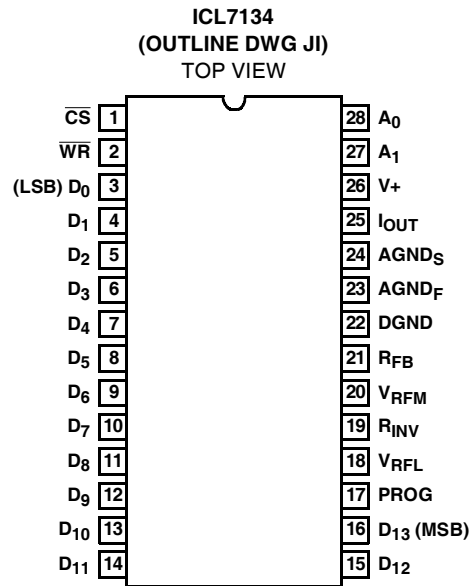 ICL7134
(OUTLINE DWG JI)
TOP VIEW
CS 1 28 A0
WR 2 27 A1
(LSB) D0 3 26 V+
D1 4 25 IOUT
D2 5 24 AGNDS
D3 6 23 AGNDF
D4 7 22 DGND
D5 8 21 RFB
D6 9 20 VRFM
D7 10 19 RINV
D8 11 18 VRFL
D9 12 17 PROG
D10 13 16 D13 (MSB)
D11 14 15 D12